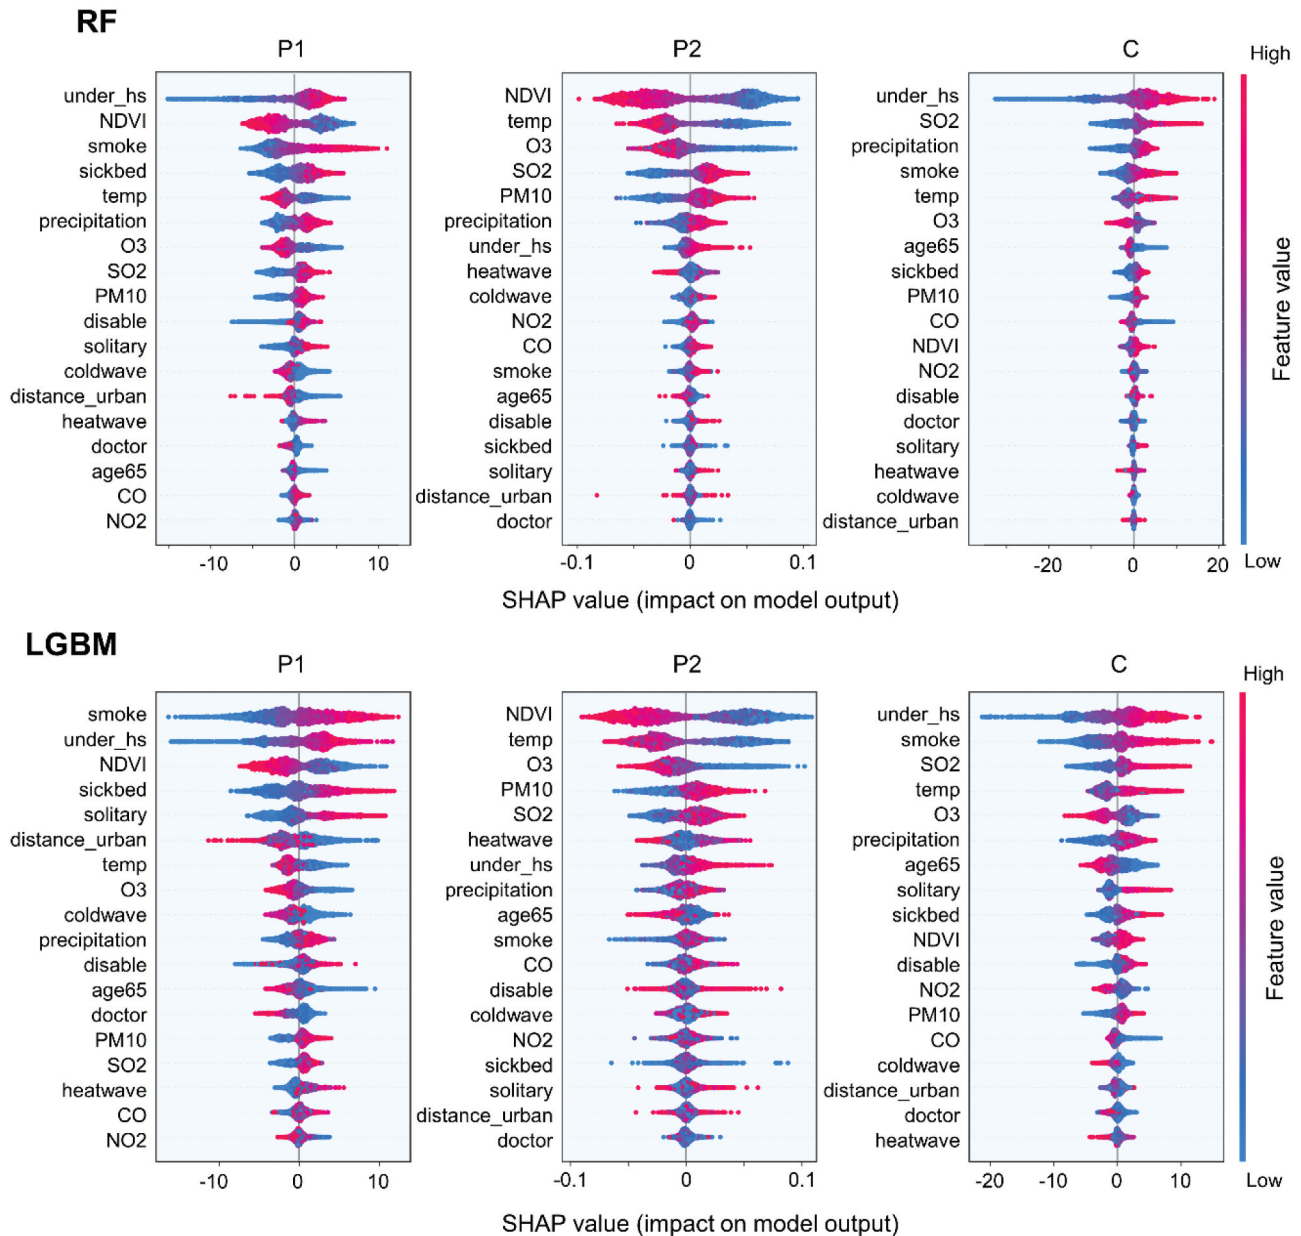 RF
P1
under_hs
NDVI
smoke
sickbed
temp
precipitation
O3
SO2
PM10
disable
solitary
coldwave
distance_urban
heatwave
doctor
age65
CO
NO2
-10 0 10
P2
NDVI
temp
O3
SO2
PM10
precipitation
under_hs
heatwave
coldwave
NO2
CO
smoke
age65
disable
sickbed
solitary
distance_urban
doctor
-0.1 0 0.1
C
under_hs
SO2
precipitation
smoke
temp
O3
age65
sickbed
PM10
CO
NDVI
NO2
disable
doctor
solitary
heatwave
coldwave
distance_urban
-20 0 20
High
Feature value
Low
SHAP value (impact on model output)
LGBM
P1
smoke
under_hs
NDVI
sickbed
solitary
distance_urban
temp
O3
coldwave
precipitation
disable
age65
doctor
PM10
SO2
heatwave
CO
NO2
-10 0 10
P2
NDVI
temp
O3
PM10
SO2
heatwave
under_hs
precipitation
age65
smoke
CO
disable
coldwave
NO2
sickbed
solitary
distance_urban
doctor
-0.1 0 0.1
C
under_hs
smoke
SO2
temp
O3
precipitation
age65
solitary
sickbed
NDVI
disable
NO2
PM10
CO
coldwave
distance_urban
doctor
heatwave
-20 -10 0 10
High
Feature value
Low
SHAP value (impact on model output)